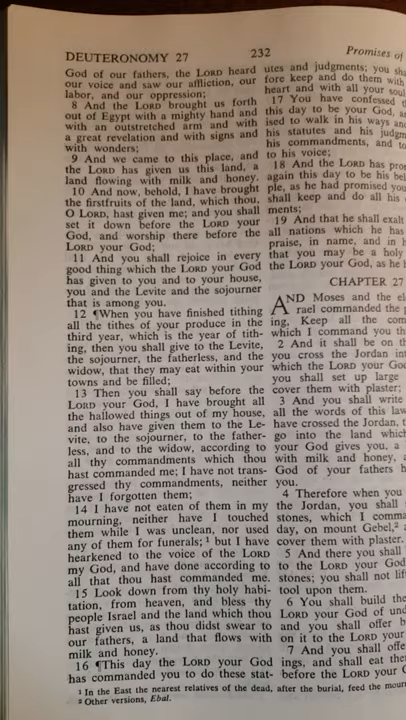 DEUTERONOMY 27
232
Promises of
God of our fathers, the LORD heard
our voice and saw our affliction, our
labor, and our oppression;
8 And the LORD brought us forth
out of Egypt with a mighty hand and
with an outstretched arm and with
a great revelation and with signs and
with wonders;
9 And we came to this place, and
the LORD has given us this land, a
land flowing with milk and honey.
10 And now, behold, I have brought
the firstfruits of the land, which thou,
O LORD, hast given me; and you shall
set it down before the LORD your
God, and worship there before the
LORD your God;
11 And you shall rejoice in every
good thing which the LORD your God
has given to you and to your house,
you and the Levite and the sojourner
that is among you.
12 ¶When you have finished tithing
all the tithes of your produce in the
third year, which is the year of tith-
ing, then you shall give to the Levite,
the sojourner, the fatherless, and the
widow, that they may eat within your
towns and be filled;
13 Then you shall say before the
LORD your God, I have brought all
the hallowed things out of my house,
and also have given them to the Le-
vite, to the sojourner, to the father-
less, and to the widow, according to
all thy commandments which thou
hast commanded me; I have not trans-
gressed thy commandments, neither
have I forgotten them;
14 I have not eaten of them in my
mourning, neither have I touched
them while I was unclean, nor used
any of them for funerals;¹ but I have
hearkened to the voice of the LORD
my God, and have done according to
all that thou hast commanded me.
15 Look down from thy holy habi-
tation, from heaven, and bless thy
people Israel and the land which thou
hast given us, as thou didst swear to
our fathers, a land that flows with
milk and honey.
16 ¶This day the LORD your God
has commanded you to do these stat-
utes and judgments; you sha
fore keep and do them with
heart and with all your soul
17 You have confessed t
this day to be your God, a
ised to walk in his ways and
his statutes and his judgm
his commandments, and to
to his voice;
18 And the LORD has pro
again this day to be his bel
ple, as he had promised you
shall keep and do all his
ments;
19 And that he shall exalt
all nations which he has
praise, in name, and in h
that you may be a holy
the LORD your God, as he h
CHAPTER 27
AND Moses and the el
rael commanded the p
ing, Keep all the com
which I command you th
2 And it shall be on th
you cross the Jordan int
which the LORD your Go
you shall set up large
cover them with plaster;
3 And you shall write
all the words of this law
have crossed the Jordan, t
go into the land which
your God gives you, a
with milk and honey, a
God of your fathers h
you.
4 Therefore when you
the Jordan, you shall
stones, which I comma
day, on mount Gebel,² a
cover them with plaster.
5 And there you shall
to the LORD your God
stones; you shall not lif
tool upon them.
6 You shall build the
LORD your God of und
and you shall offer b
on it to the LORD your
7 And you shall offe
ings, and shall eat the
before the LORD your G
¹ In the East the nearest relatives of the dead, after the burial, feed the mour
² Other versions, Ebal.